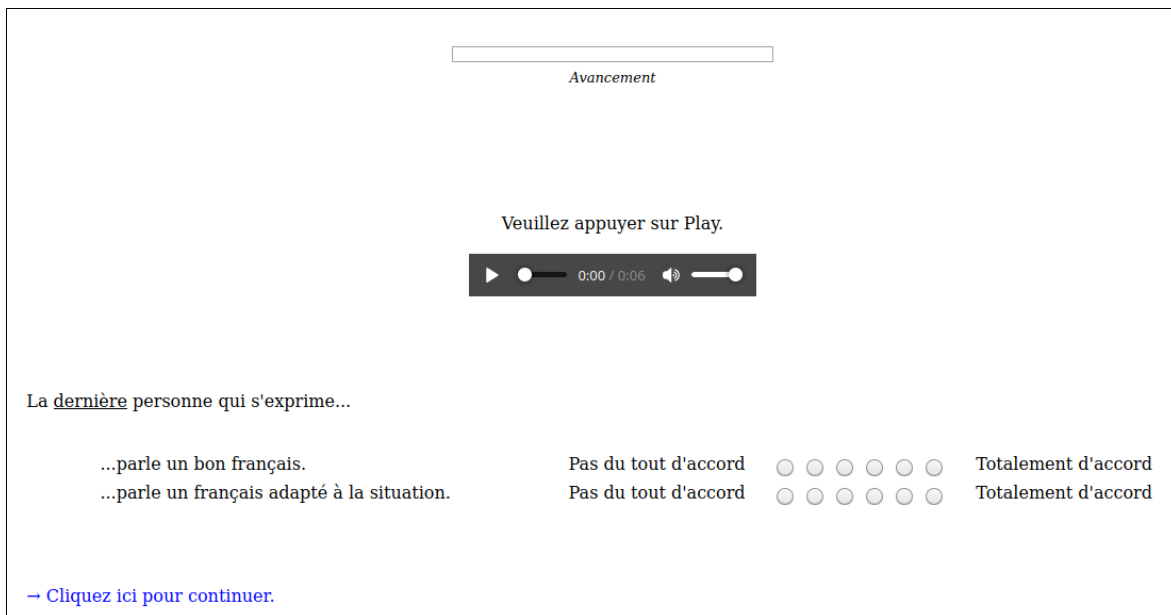 Avancement
Veuillez appuyer sur Play.
0:00 / 0:06
La dernière personne qui s'exprime...
...parle un bon français. Pas du tout d'accord Totalement d'accord
...parle un français adapté à la situation. Pas du tout d'accord Totalement d'accord
→ Cliquez ici pour continuer.